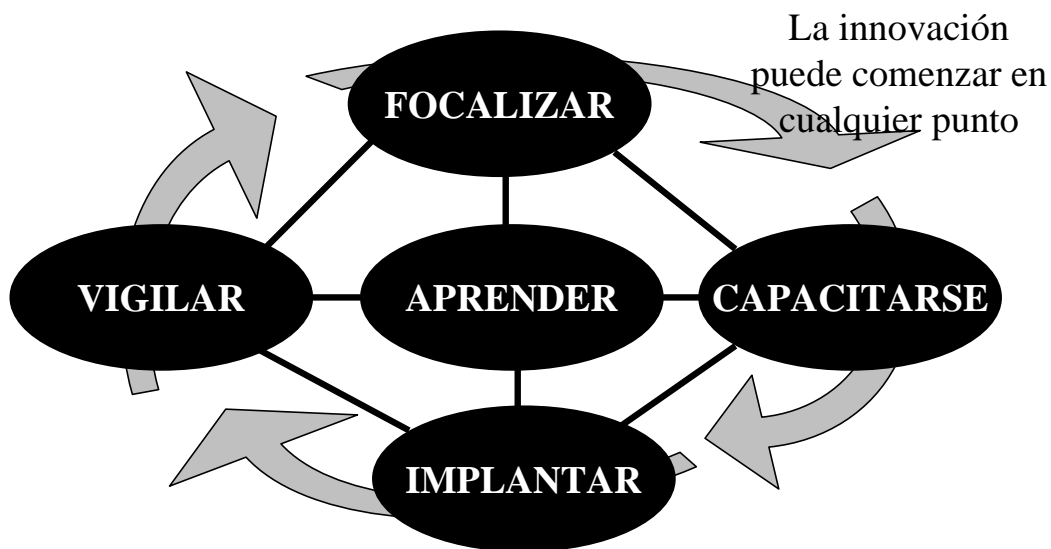 La innovación
puede comenzar en
cualquier punto
FOCALIZAR
VIGILAR
APRENDER
CAPACITARSE
IMPLANTAR